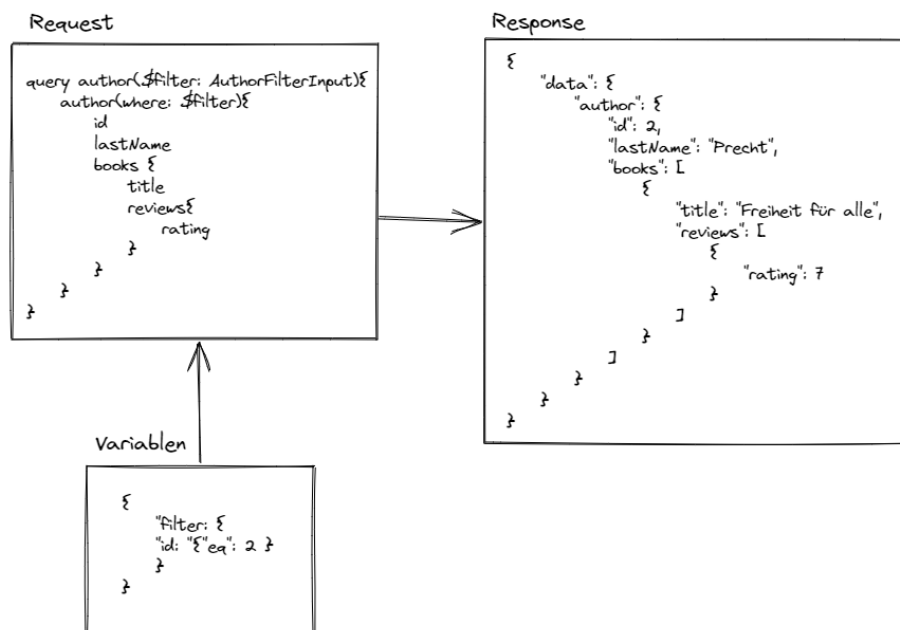 Request
query author($filter: AuthorFilterInput){
author(where: $filter){
id
lastName
books {
title
reviews{
rating
}
}
}
}
Response
{
"data": {
"author": {
"id": 2,
"lastName": "Precht",
"books": [
{
"title": "Freiheit für alle",
"reviews": [
{
"rating": 7
}
]
}
]
}
}
}
Variablen
{
"filter: {
"id: "{"eq": 2 }
}
}